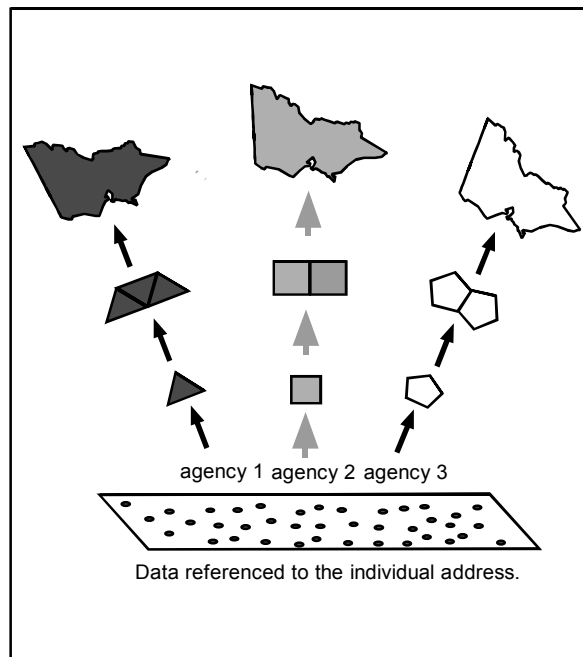 agency 1 agency 2 agency 3
Data referenced to the individual address.